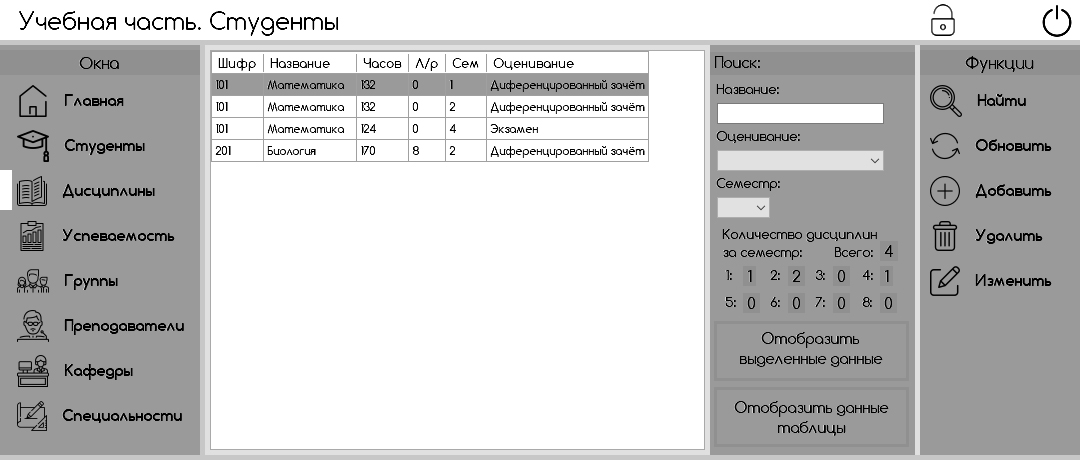 Учебная часть. Студенты
Окна
Главная
Студенты
Дисциплины
Успеваемость
Группы
Преподаватели
Кафедры
Специальности
Шифр Название Часов Л/р Сем Оценивание
101 Математика 132 0 1 Диференцированный зачёт
101 Математика 132 0 2 Диференцированный зачёт
101 Математика 124 0 4 Экзамен
201 Биология 170 8 2 Диференцированный зачёт
Поиск:
Название:
Оценивание:
Семестр:
Количество дисциплин
за семестр: Всего: 4
1: 1 2: 2 3: 0 4: 1
5: 0 6: 0 7: 0 8: 0
Отобразить
выделенные данные
Отобразить данные
таблицы
Функции
Найти
Обновить
Добавить
Удалить
Изменить